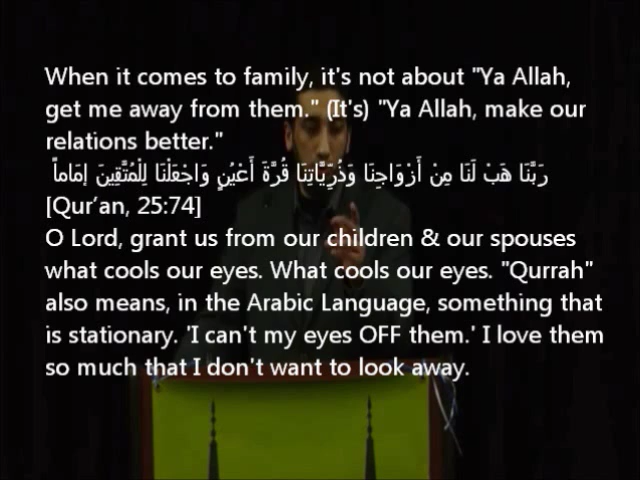 When it comes to family, it's not about "Ya Allah,
get me away from them." (It's) "Ya Allah, make our
relations better."
رَبَّنَا هَبْ لَنَا مِنْ أَزْوَاجِنَا وَذُرِّيَّاتِنَا قُرَّةَ أَعْيُنٍ وَاجْعَلْنَا لِلْمُتَّقِينَ إِمَاماً
[Qur’an, 25:74]
O Lord, grant us from our children & our spouses
what cools our eyes. What cools our eyes. "Qurrah"
also means, in the Arabic Language, something that
is stationary. 'I can't my eyes OFF them.' I love them
so much that I don't want to look away.